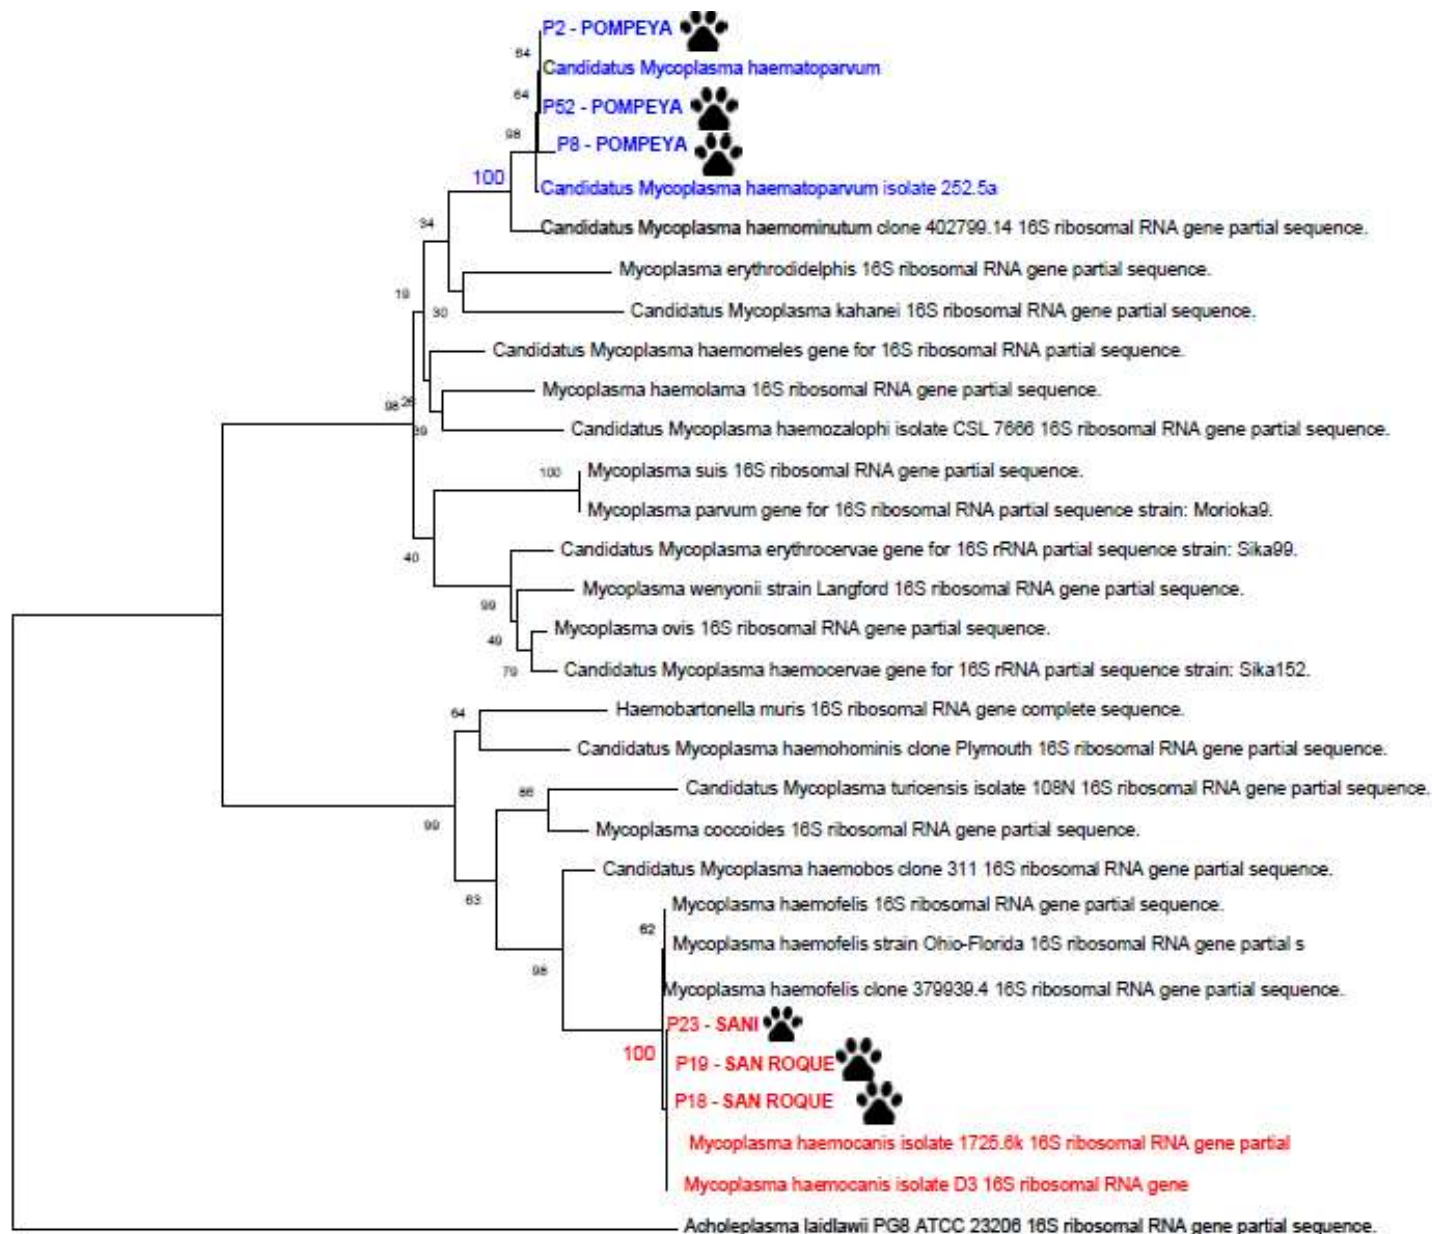 P2 - POMPEYA
64
Candidatus Mycoplasma haematoparvum
64
P52 - POMPEYA
98
P8 - POMPEYA
100
Candidatus Mycoplasma haematoparvum isolate 252.5a
34
Candidatus Mycoplasma haemominutum clone 402799.14 16S ribosomal RNA gene partial sequence.
Mycoplasma erythrodidelphis 16S ribosomal RNA gene partial sequence.
19
30
Candidatus Mycoplasma kahanei 16S ribosomal RNA gene partial sequence.
Candidatus Mycoplasma haemomeles gene for 16S ribosomal RNA partial sequence.
Mycoplasma haemolama 16S ribosomal RNA gene partial sequence.
98
Candidatus Mycoplasma haemozalophi isolate CSL 7666 16S ribosomal RNA gene partial sequence.
100
Mycoplasma suis 16S ribosomal RNA gene partial sequence.
Mycoplasma parvum gene for 16S ribosomal RNA partial sequence strain: Morioka9.
40
Candidatus Mycoplasma erythrocervae gene for 16S rRNA partial sequence strain: Sika99.
Mycoplasma wenyonii strain Langford 16S ribosomal RNA gene partial sequence.
99
Mycoplasma ovis 16S ribosomal RNA gene partial sequence.
49
79
Candidatus Mycoplasma haemocervae gene for 16S rRNA partial sequence strain: Sika152.
64
Haemobartonella muris 16S ribosomal RNA gene complete sequence.
Candidatus Mycoplasma haemohominis clone Plymouth 16S ribosomal RNA gene partial sequence.
86
Candidatus Mycoplasma turicensis isolate 108N 16S ribosomal RNA gene partial sequence.
99
Mycoplasma coccoides 16S ribosomal RNA gene partial sequence.
Candidatus Mycoplasma haemobos clone 311 16S ribosomal RNA gene partial sequence.
63
Mycoplasma haemofelis 16S ribosomal RNA gene partial sequence.
62
Mycoplasma haemofelis strain Ohio-Florida 16S ribosomal RNA gene partial s
98
Mycoplasma haemofelis clone 379939.4 16S ribosomal RNA gene partial sequence.
P23 - SANI
100
P19 - SAN ROQUE
P18 - SAN ROQUE
Mycoplasma haemocanis isolate 1725.6k 16S ribosomal RNA gene partial
Mycoplasma haemocanis isolate D3 16S ribosomal RNA gene
Acholeplasma laidlawii PG8 ATCC 23206 16S ribosomal RNA gene partial sequence.